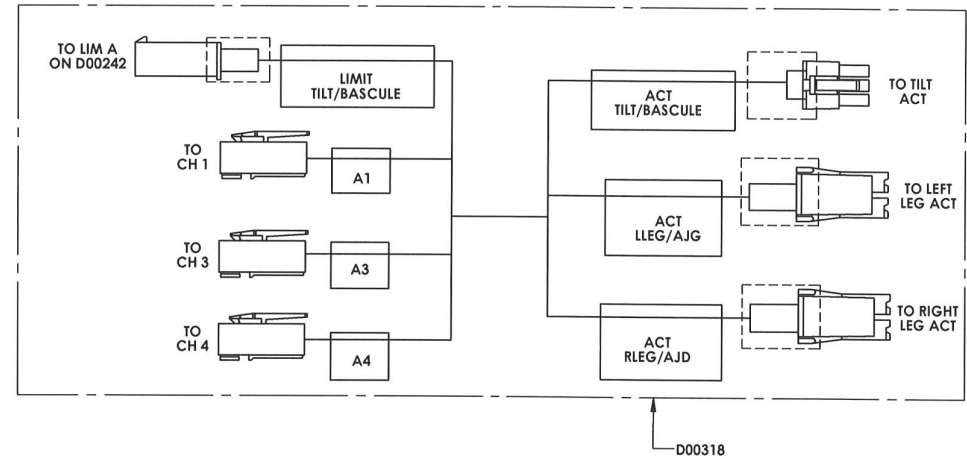 TO LIM A
ON D00242
LIMIT
TILT/BASCULE
TO
CH 1
A1
TO
CH 3
A3
TO
CH 4
A4
ACT
TILT/BASCULE
TO TILT
ACT
ACT
LLEG/AJG
TO LEFT
LEG ACT
ACT
RLEG/AJD
TO RIGHT
LEG ACT
D00318